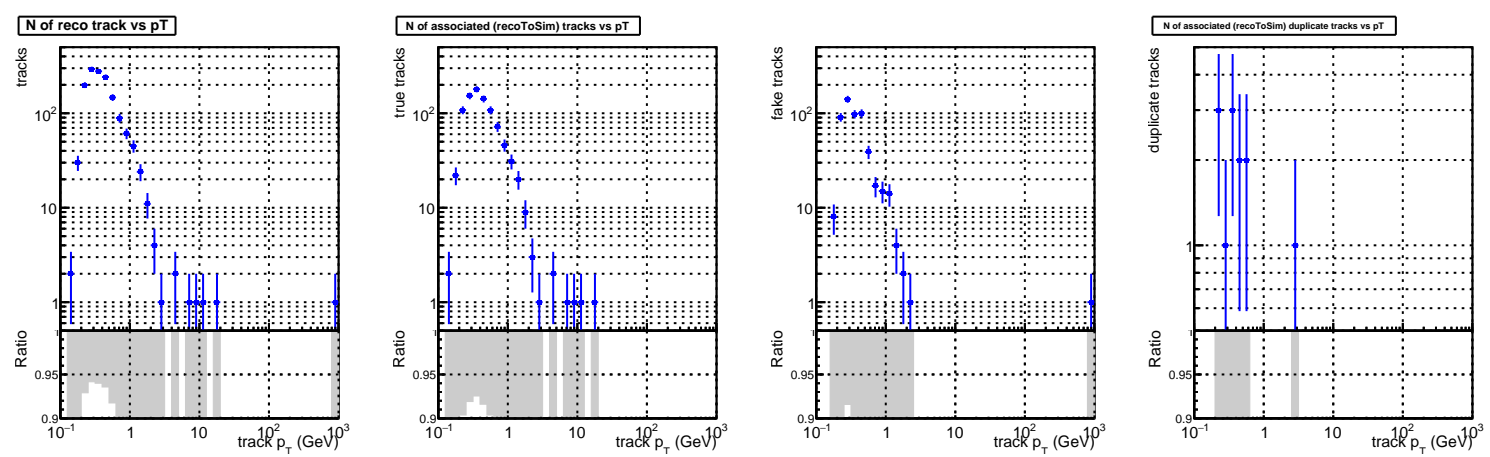 N of reco track vs pT
tracks
10²
10
1
Ratio
1
0.95
0.9
10⁻¹ 1 10 10² 10³
track p_T (GeV)
N of associated (recoToSim) tracks vs pT
true tracks
10²
10
1
Ratio
1
0.95
0.9
10⁻¹ 1 10 10² 10³
track p_T (GeV)
fake tracks
10²
10
1
Ratio
1
0.95
0.9
10⁻¹ 1 10 10² 10³
track p_T (GeV)
N of associated (recoToSim) duplicate tracks vs pT
duplicate tracks
1
Ratio
1
0.95
0.9
10⁻¹ 1 10 10² 10³
track p_T (GeV)